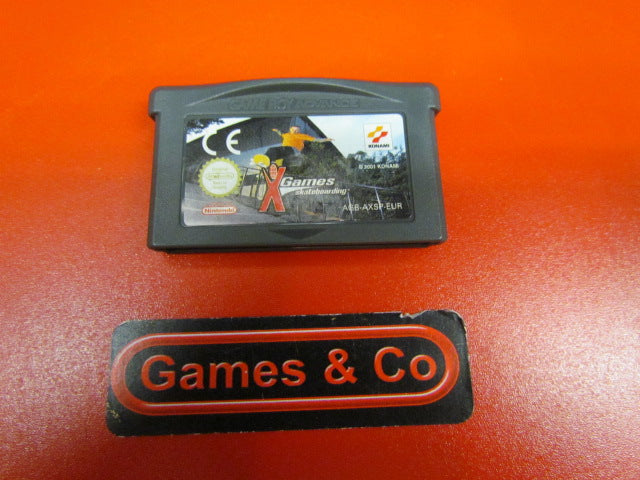 GAME BOY ADVANCE
CE
KONAMI
© 2001 KONAMI
X Games
skateboarding
Nintendo
AGB-AXSP-EUR
Games & Co